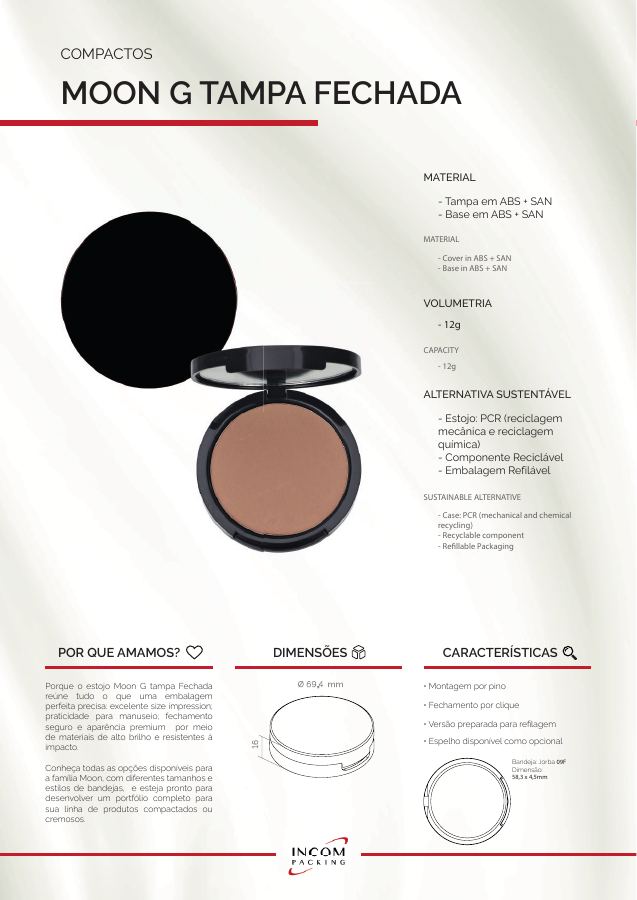 COMPACTOS
MOON G TAMPA FECHADA
MATERIAL
- Tampa em ABS + SAN
- Base em ABS + SAN
MATERIAL
- Cover in ABS + SAN
- Base in ABS + SAN
VOLUMETRIA
- 12g
CAPACITY
- 12g
ALTERNATIVA SUSTENTÁVEL
- Estojo: PCR (reciclagem
mecânica e reciclagem
química)
- Componente Reciclável
- Embalagem Refilável
SUSTAINABLE ALTERNATIVE
- Case: PCR (mechanical and chemical
recycling)
- Recyclable component
- Refillable Packaging
POR QUE AMAMOS?
Porque o estojo Moon G tampa Fechada
reúne tudo o que uma embalagem
perfeita precisa: excelente size impression,
praticidade para manuseio, fechamento
seguro e aparência premium por meio
de materiais de alto brilho e resistentes à
impacto.
Conheça todas as opções disponíveis para
a família Moon, com diferentes tamanhos e
estilos de bandejas, e esteja pronto para
desenvolver um portfólio completo para
sua linha de produtos compactados ou
cremosos.
DIMENSÕES
Ø 69,4 mm
16
CARACTERÍSTICAS
• Montagem por pino
• Fechamento por clique
• Versão preparada para refilagem
• Espelho disponível como opcional
Bandeja: Jorba 09F
Dimensão:
58,3 x 4,5mm
INCOM
PACKING